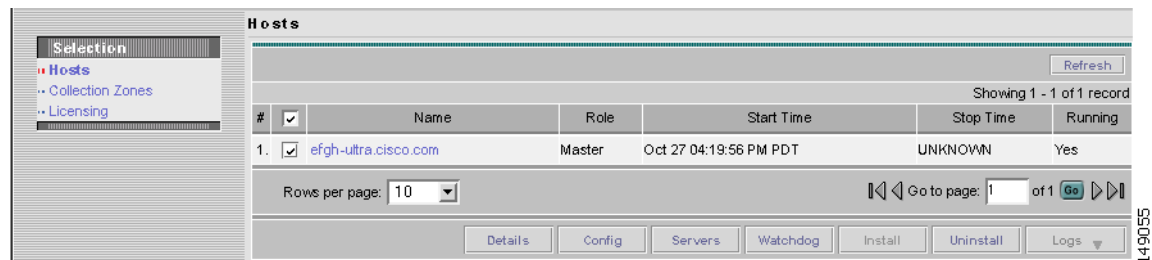 Hosts
Selection
Hosts
Collection Zones
Licensing
Refresh
Showing 1 - 1 of 1 record
# Name Role Start Time Stop Time Running
1. efgh-ultra.cisco.com Master Oct 27 04:19:56 PM PDT UNKNOWN Yes
Rows per page: 10 Go to page: 1 of 1 Go
Details Config Servers Watchdog Install Uninstall Logs
149055